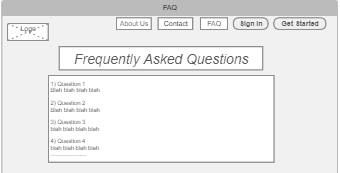 FAQ
About Us
Contact
FAQ
Sign In
Get Started
Logo
Frequently Asked Questions
1) Question 1
Blah blah blah blah
2) Question 2
Blah blah blah blah
3) Question 3
blah blah blah blah
4) Question 4
blah blah blah blah